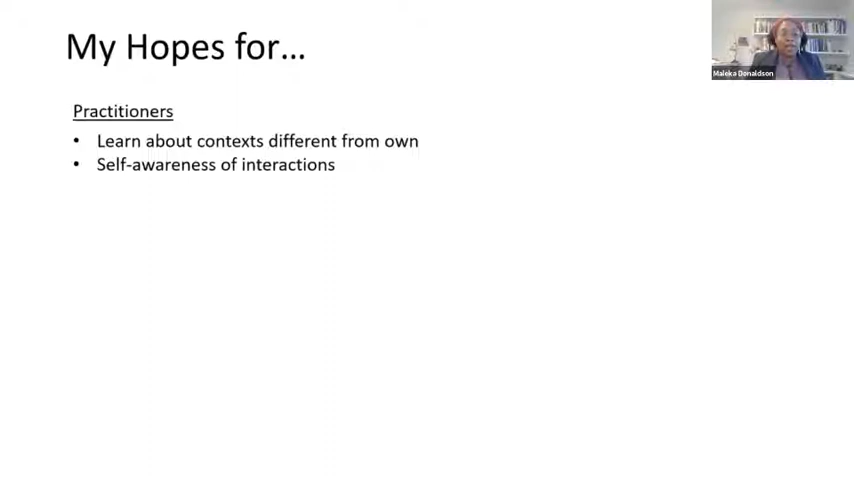 My Hopes for…
Maleka Donaldson
Practitioners
• Learn about contexts different from own
• Self-awareness of interactions